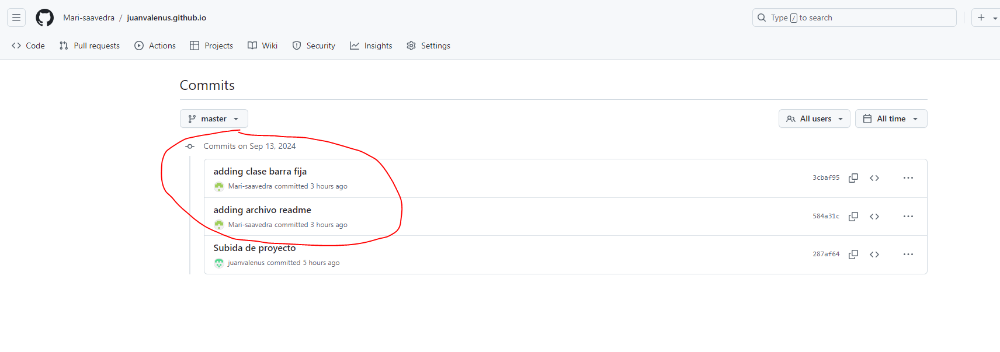 Mari-saavedra / juanvalenus.github.io
Type / to search
Code Pull requests Actions Projects Wiki Security Insights Settings
Commits
master
All users All time
Commits on Sep 13, 2024
adding clase barra fija
Mari-saavedra committed 3 hours ago
3cbaf95
adding archivo readme
Mari-saavedra committed 3 hours ago
584a31c
Subida de proyecto
juanvalenus committed 5 hours ago
287af64